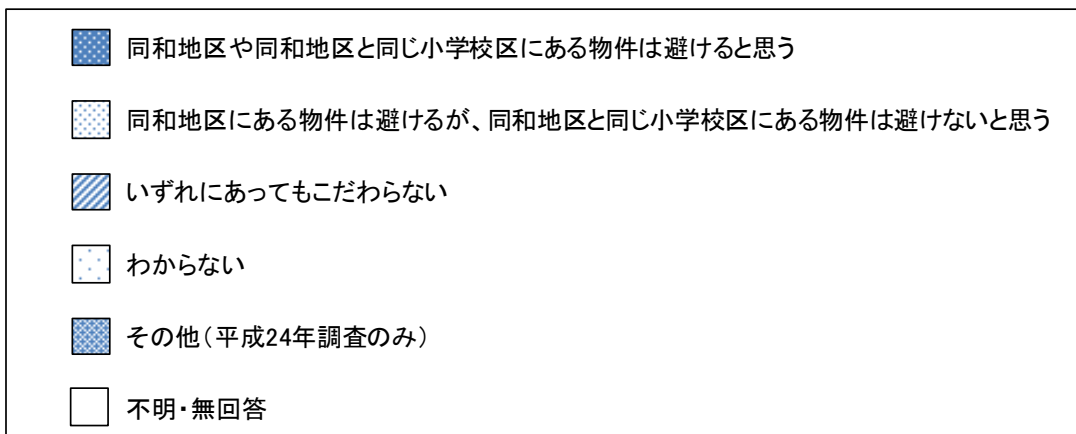 同和地区や同和地区と同じ小学校区にある物件は避けると思う
同和地区にある物件は避けるが、同和地区と同じ小学校区にある物件は避けないと思う
いずれにあってもこだわらない
わからない
その他（平成24年調査のみ）
不明・無回答